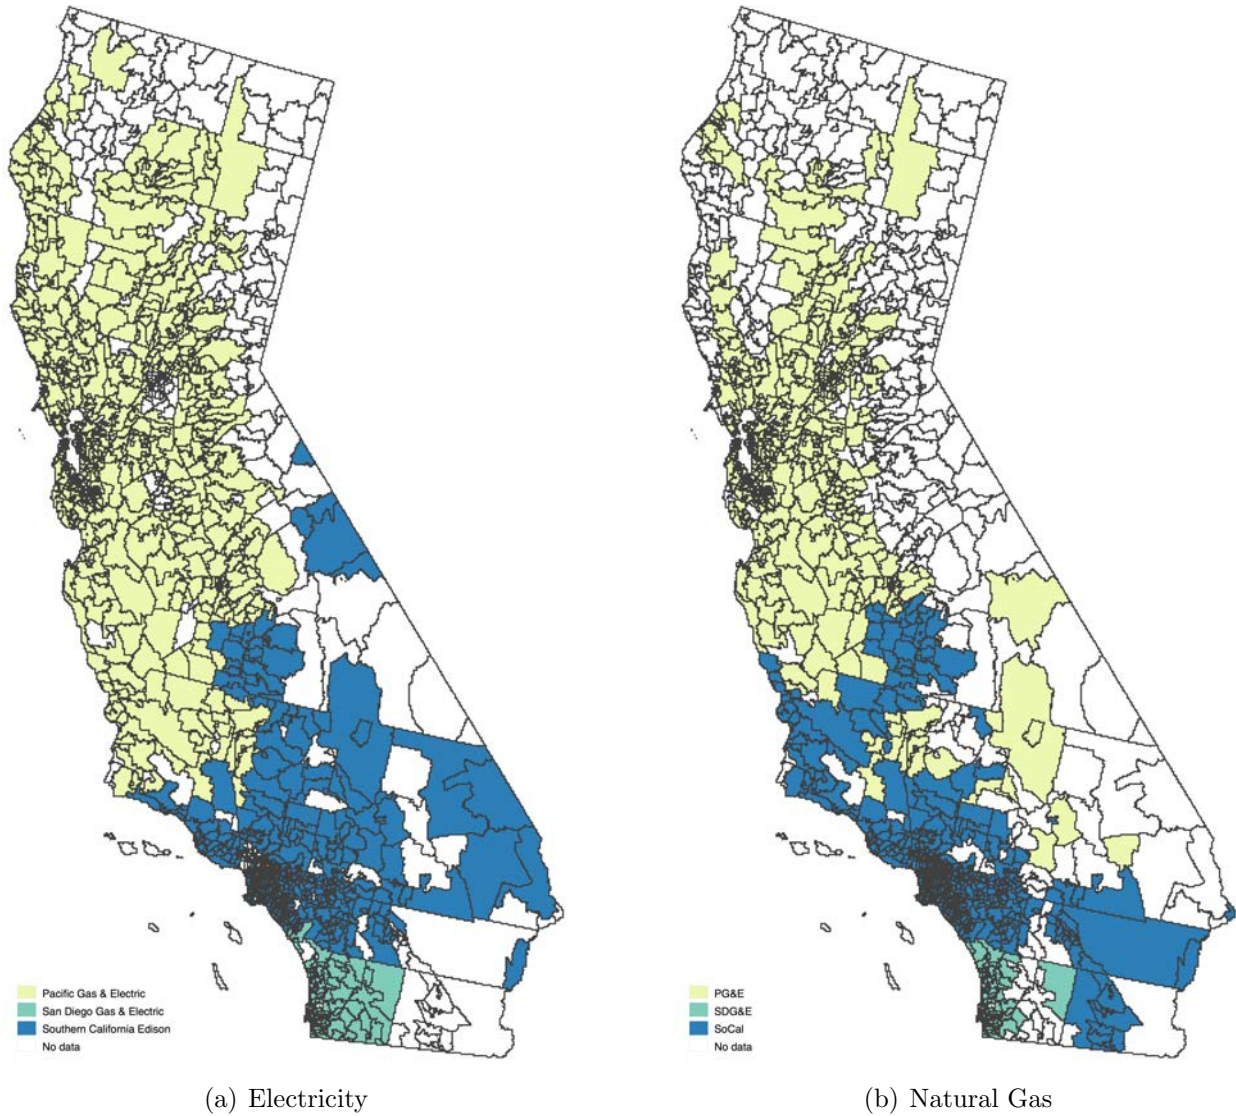 Pacific Gas & Electric
San Diego Gas & Electric
Southern California Edison
No data
PG&E
SDG&E
SoCal
No data
(a) Electricity
(b) Natural Gas